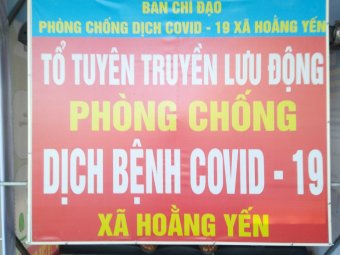 BAN CHỈ ĐẠO
PHÒNG CHỐNG DỊCH COVID - 19 XÃ HOẰNG YẾN
TỔ TUYÊN TRUYỀN LƯU ĐỘNG
PHÒNG CHỐNG
DỊCH BỆNH COVID - 19
XÃ HOẰNG YẾN